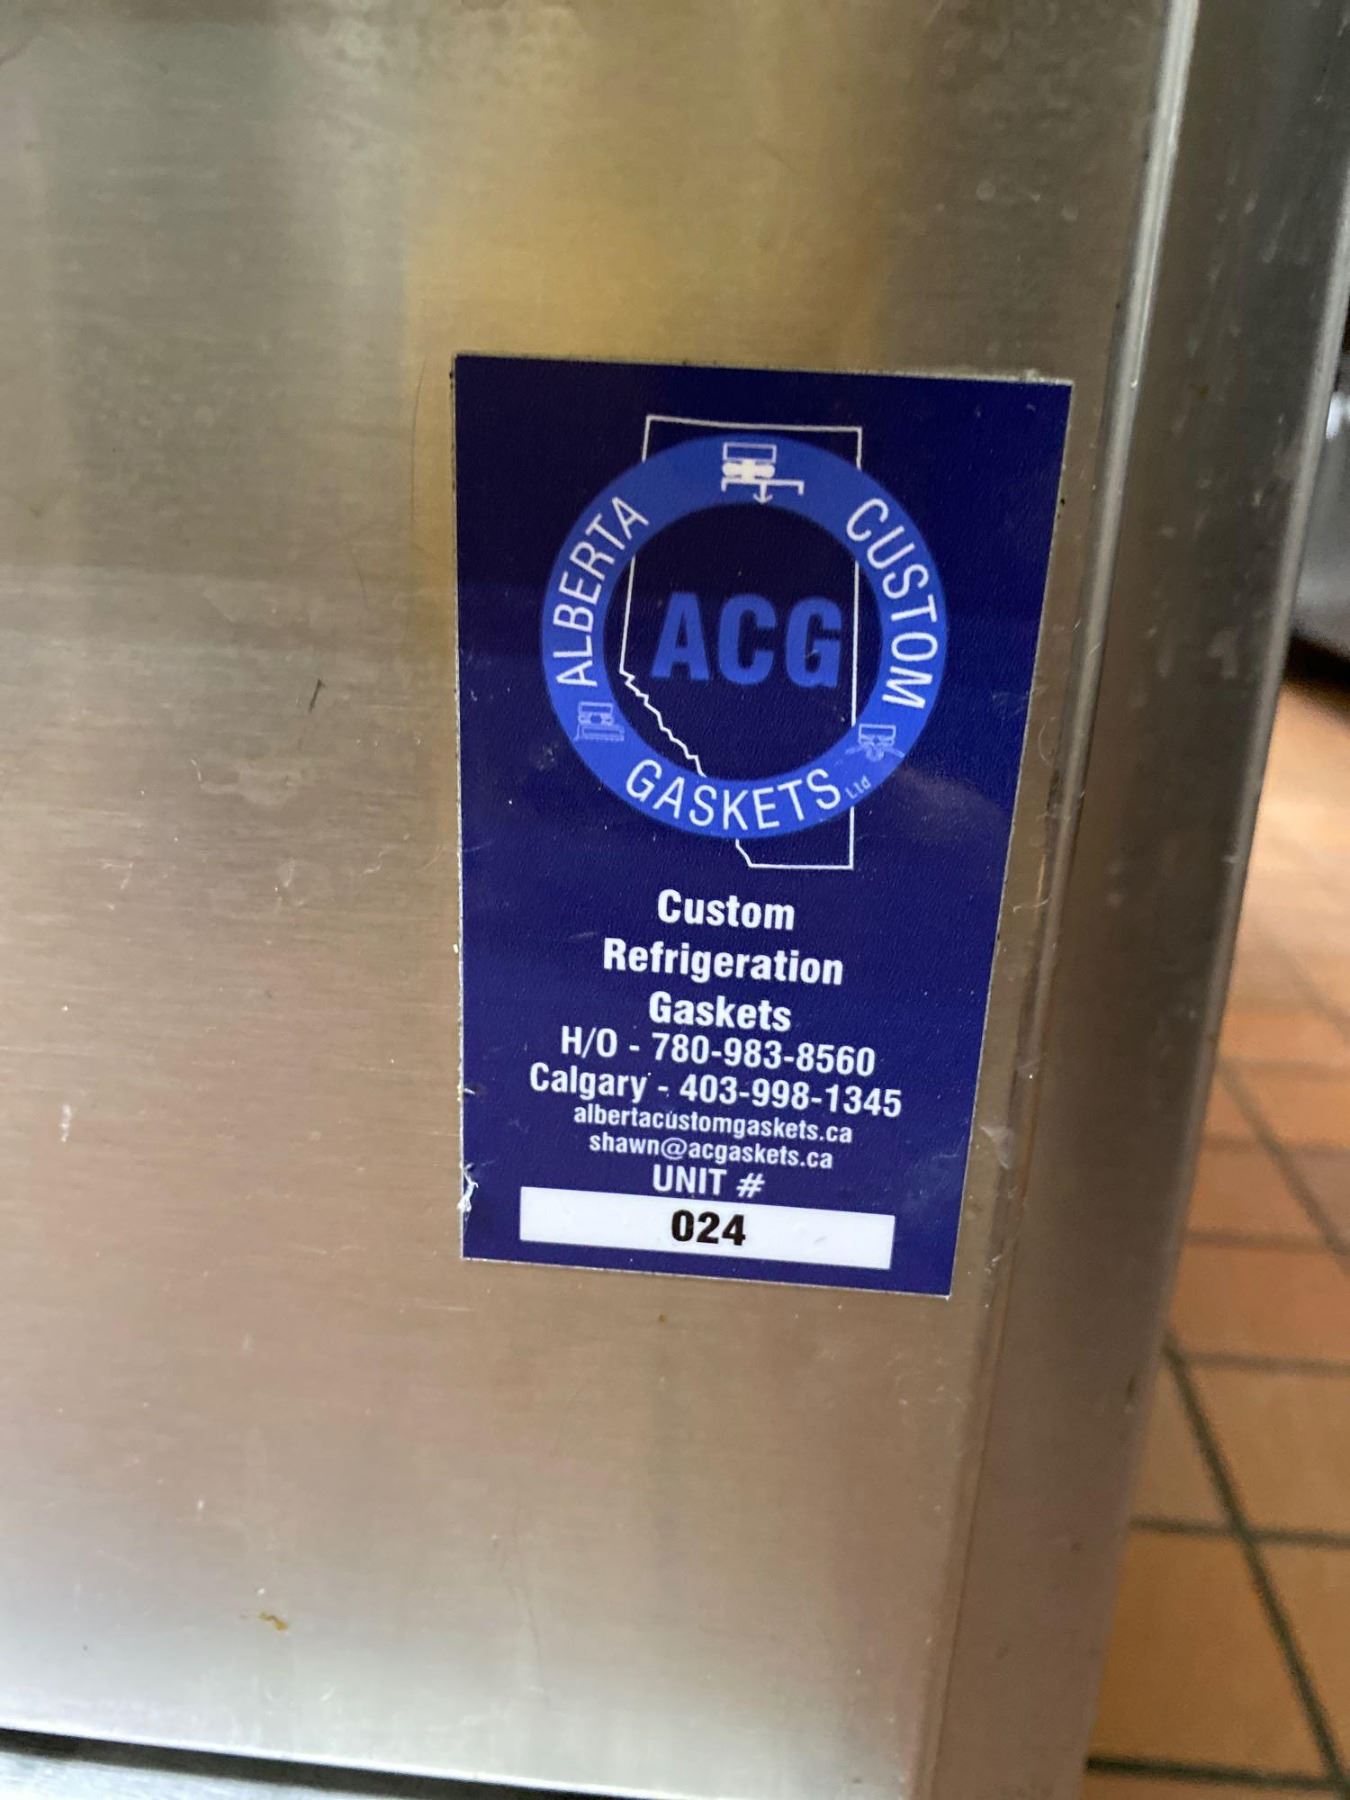 ALBERTA CUSTOM
GASKETS Ltd
ACG
Custom
Refrigeration
Gaskets
H/O - 780-983-8560
Calgary - 403-998-1345
albertacustomgaskets.ca
shawn@acgaskets.ca
UNIT #
024